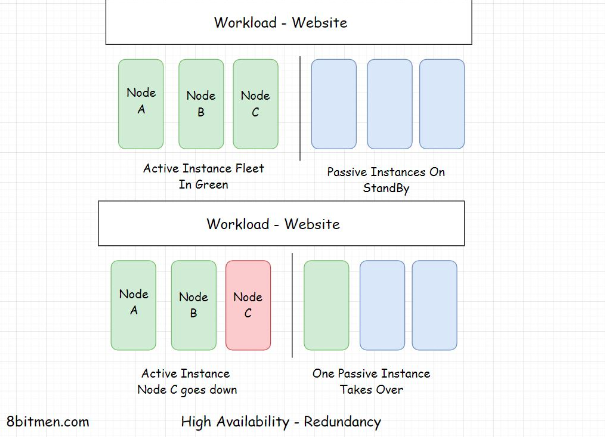 Workload - Website
Node
A
Node
B
Node
C
Active Instance Fleet
In Green
Passive Instances On
StandBy
Workload - Website
Node
A
Node
B
Node
C
Active Instance
Node C goes down
One Passive Instance
Takes Over
8bitmen.com
High Availability - Redundancy